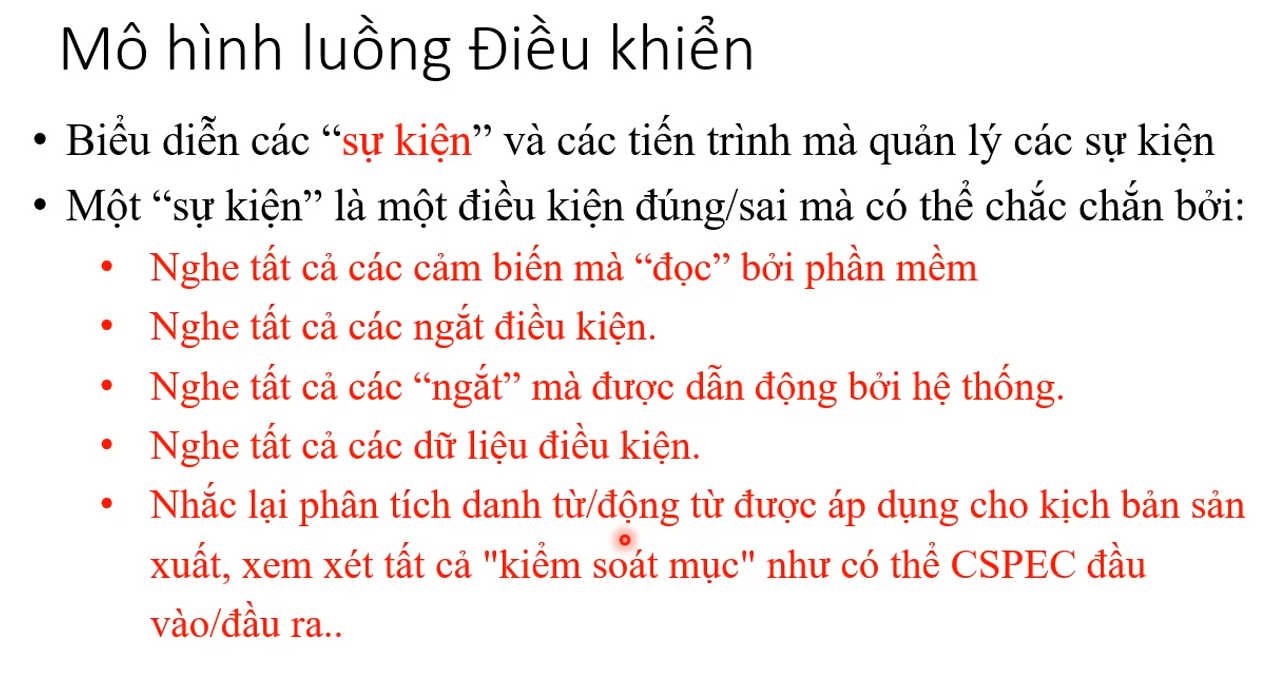 Mô hình luồng Điều khiển
• Biểu diễn các “sự kiện” và các tiến trình mà quản lý các sự kiện
• Một “sự kiện” là một điều kiện đúng/sai mà có thể chắc chắn bởi:
• Nghe tất cả các cảm biến mà “đọc” bởi phần mềm
• Nghe tất cả các ngắt điều kiện.
• Nghe tất cả các “ngắt” mà được dẫn động bởi hệ thống.
• Nghe tất cả các dữ liệu điều kiện.
• Nhắc lại phân tích danh từ/động từ được áp dụng cho kịch bản sản
xuất, xem xét tất cả "kiểm soát mục" như có thể CSPEC đầu
vào/đầu ra..